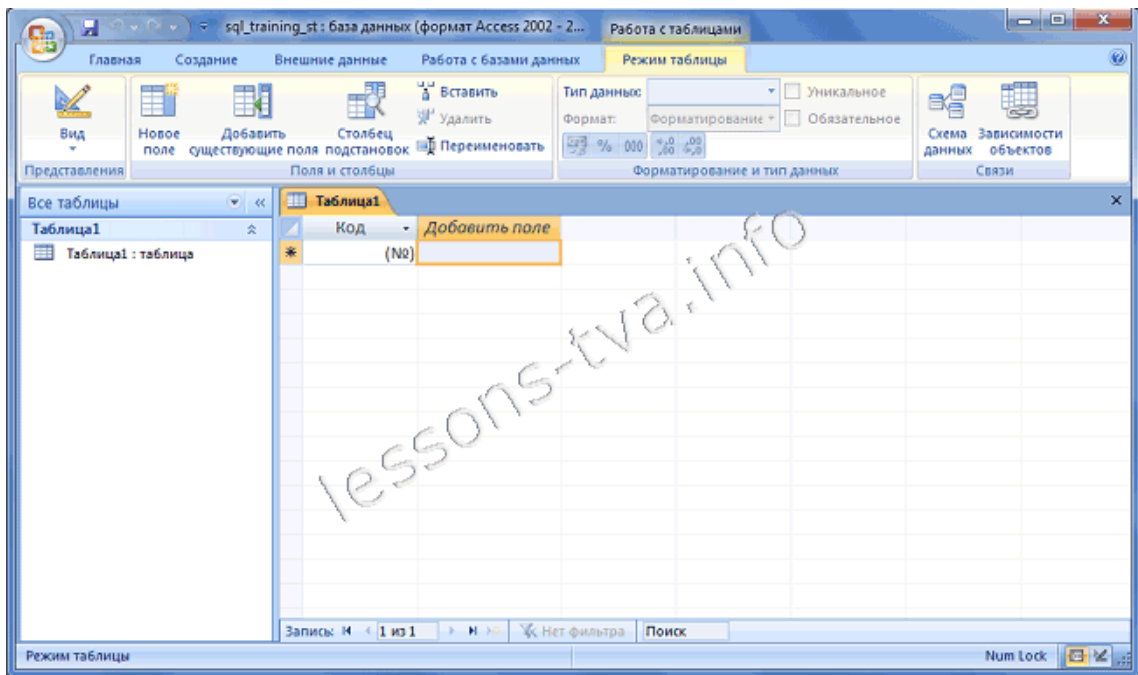 sql_training_st : база данных (формат Access 2002 - 2...
Работа с таблицами
Главная
Создание
Внешние данные
Работа с базами данных
Режим таблицы
Вид
Представления
Новое поле
Добавить существующие поля
Столбец подстановок
Вставить
Удалить
Переименовать
Поля и столбцы
Тип данных:
Уникальное
Формат:
Форматирование
Обязательное
% 000
Форматирование и тип данных
Схема данных
Зависимости объектов
Связи
Все таблицы
Таблица1
Таблица1 : таблица
Таблица1
Код
Добавить поле
(№)
lessons-tva.info
Запись:
1 из 1
Нет фильтра
Поиск
Режим таблицы
Num Lock